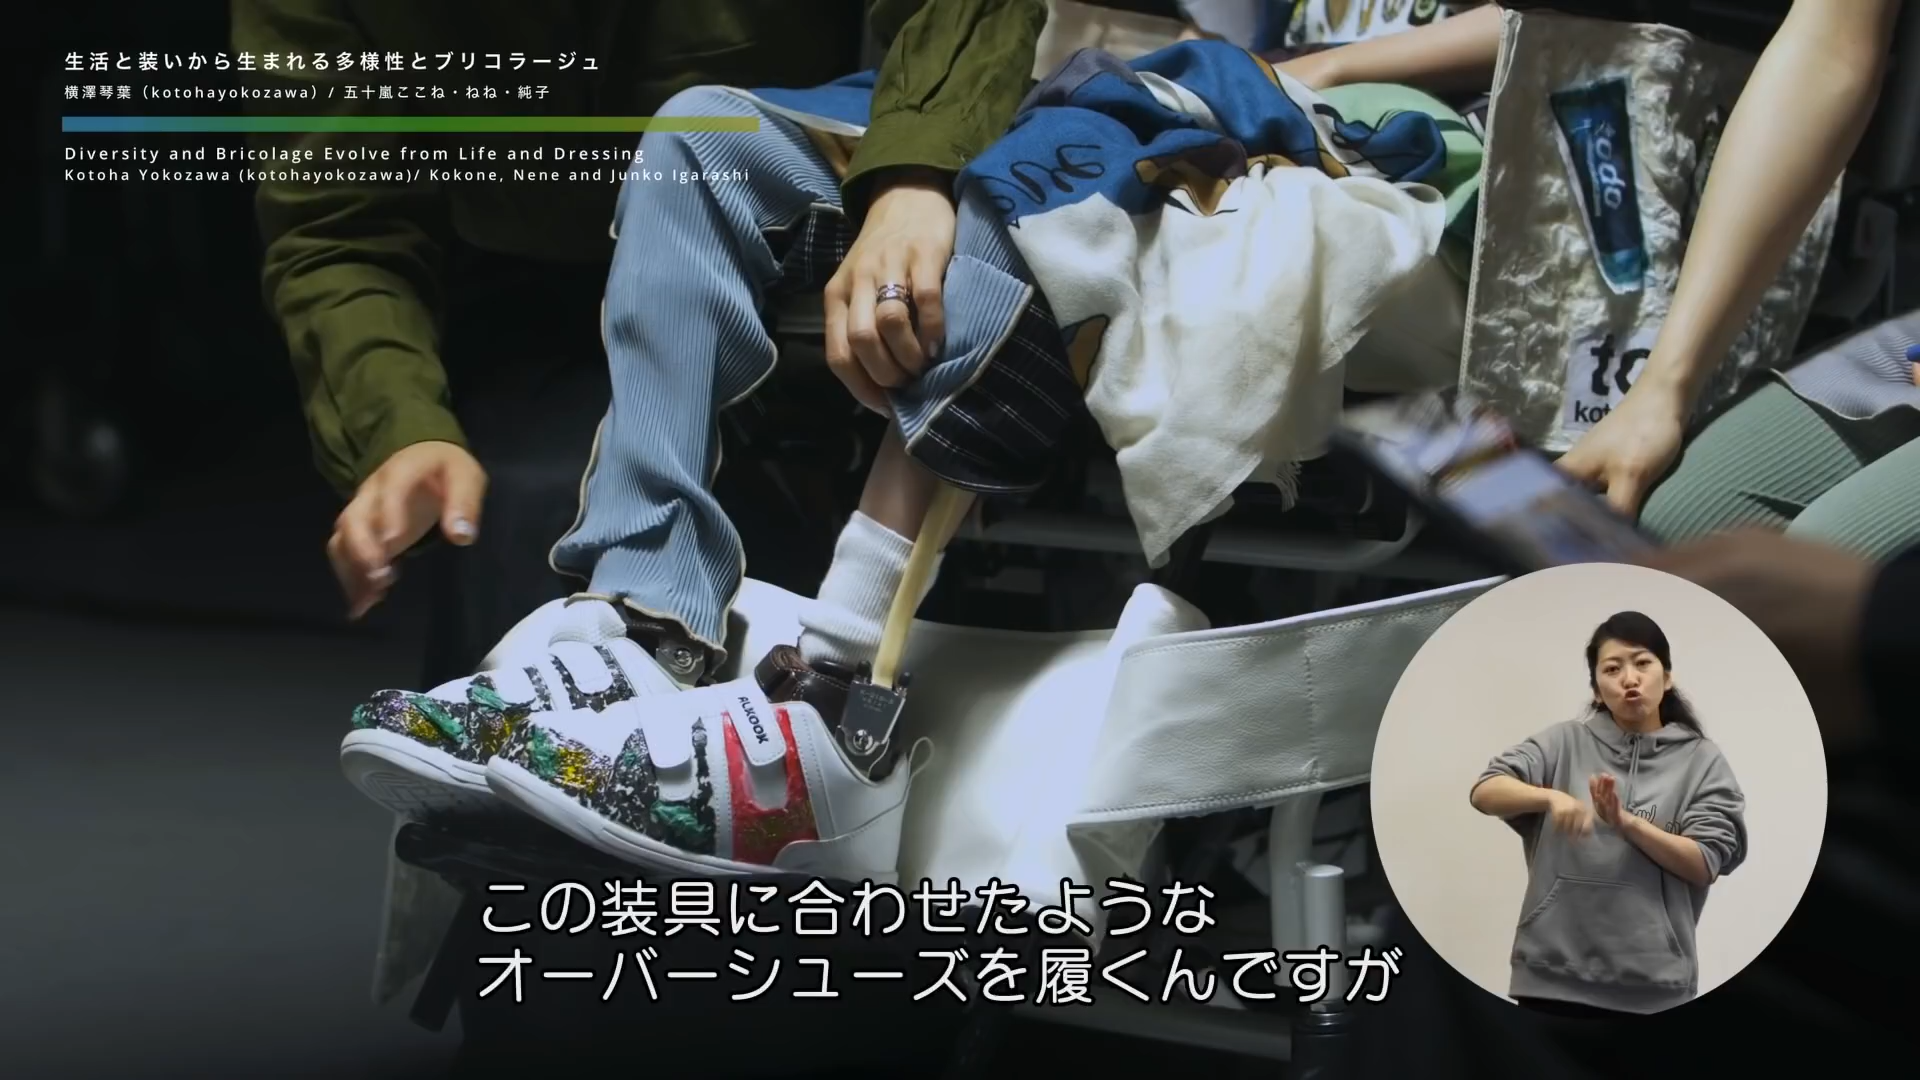 生活と装いから生まれる多様性とブリコラージュ
横澤琴葉（kotohayokozawa）/ 五十嵐ここね・ねね・純子
Diversity and Bricolage Evolve from Life and Dressing
Kotoha Yokozawa (kotohayokozawa)/ Kokone, Nene and Junko Igarashi
todo
to
kot
ALKOOK
この装具に合わせたような
オーバーシューズを履くんですが